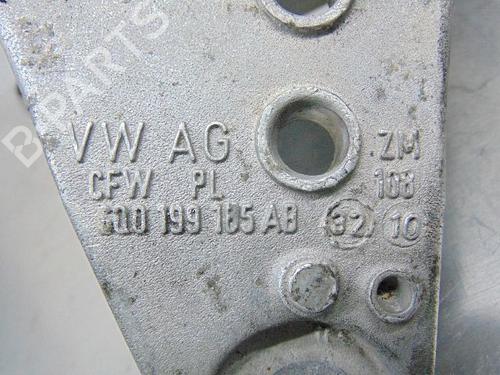 B-PARTS
VW AG ZM
CFW PL 108
6Q0 199 185 AB 32 10